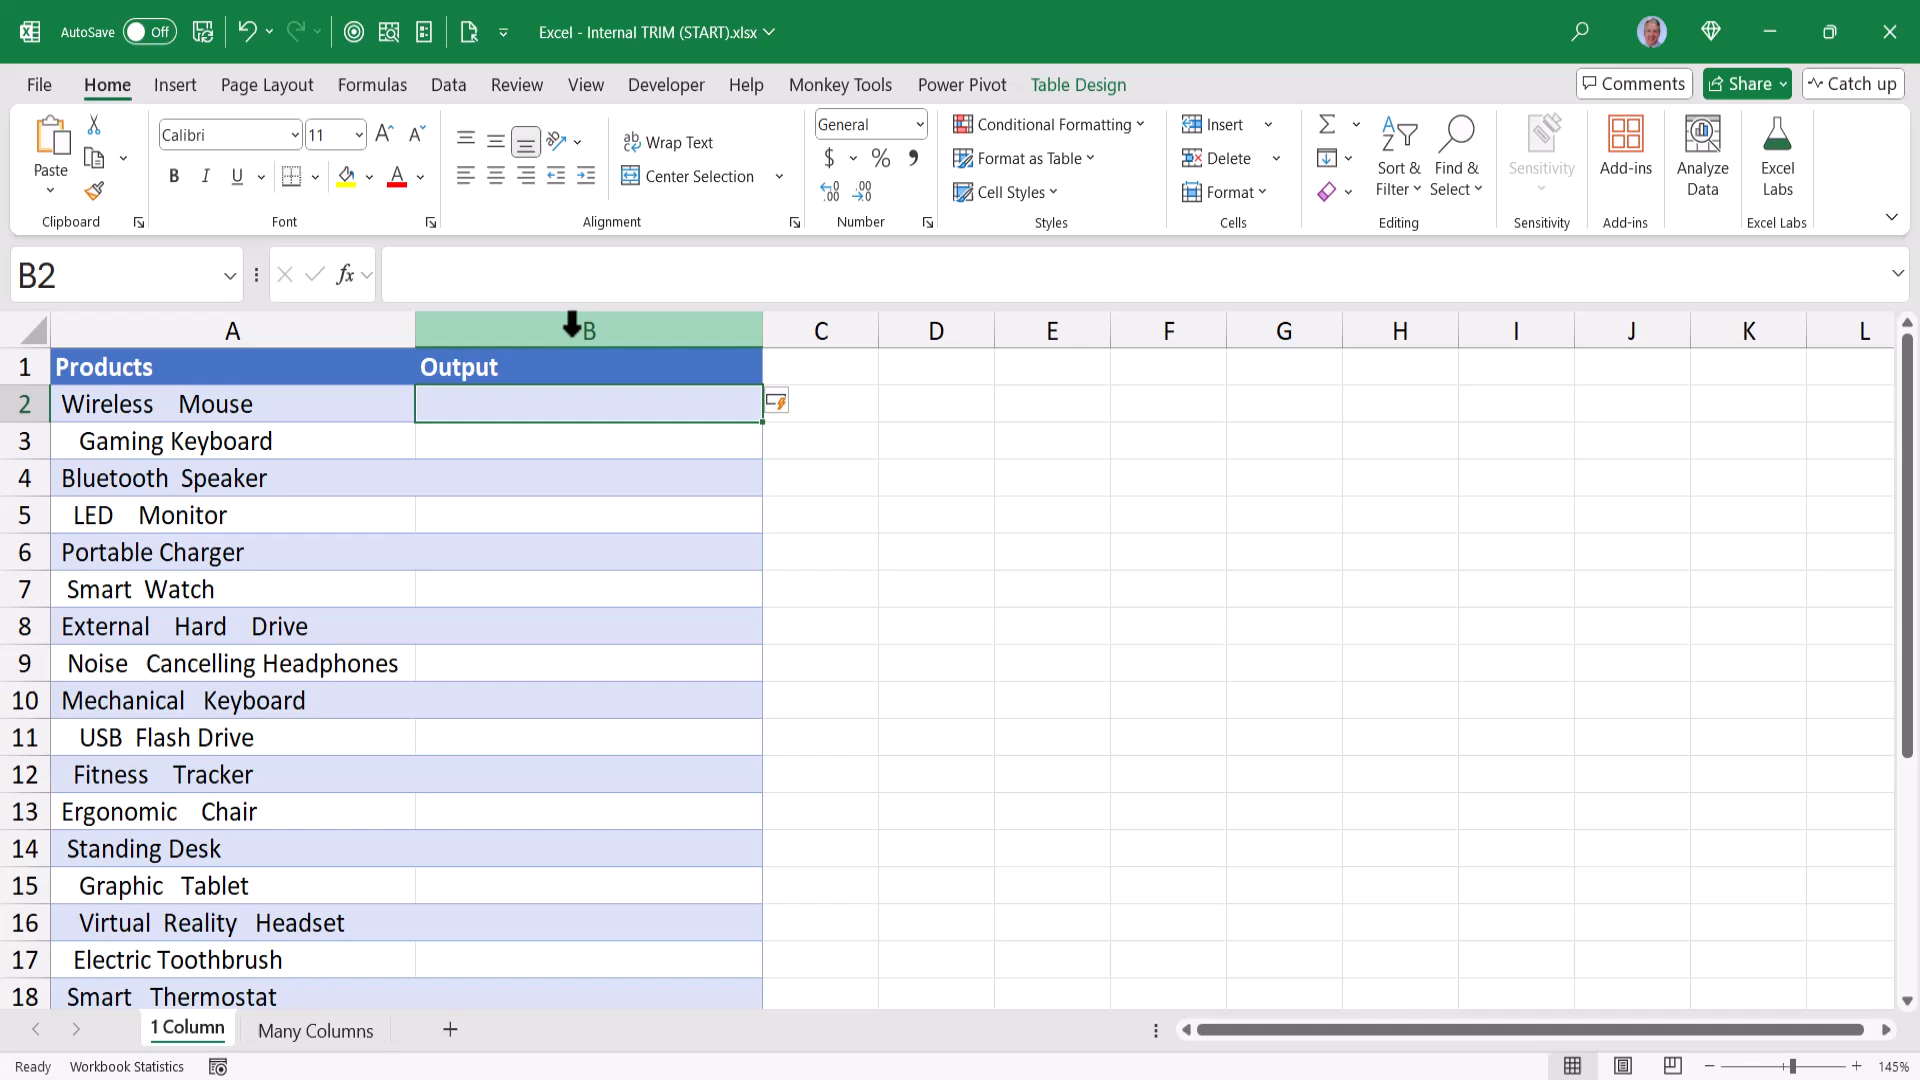 AutoSave Off Excel - Internal TRIM (START).xlsx
File Home Insert Page Layout Formulas Data Review View Developer Help Monkey Tools Power Pivot Table Design Comments Share Catch up
Paste
Clipboard
Calibri 11
B I U
Font
Wrap Text
Center Selection
Alignment
General
$ % 9
Number
Conditional Formatting
Format as Table
Cell Styles
Styles
Insert
Delete
Format
Cells
Sort & Filter
Find & Select
Editing
Sensitivity
Sensitivity
Add-ins
Add-ins
Analyze Data
Excel Labs
Excel Labs
B2 fx
A B C D E F G H I J K L
1 Products Output
2 Wireless    Mouse
3    Gaming Keyboard
4 Bluetooth  Speaker
5   LED    Monitor
6 Portable Charger
7  Smart  Watch
8 External    Hard    Drive
9  Noise   Cancelling Headphones
10 Mechanical   Keyboard
11    USB  Flash Drive
12   Fitness    Tracker
13 Ergonomic    Chair
14  Standing Desk
15    Graphic   Tablet
16    Virtual  Reality   Headset
17   Electric Toothbrush
18  Smart   Thermostat
1 Column Many Columns +
Ready Workbook Statistics 145%